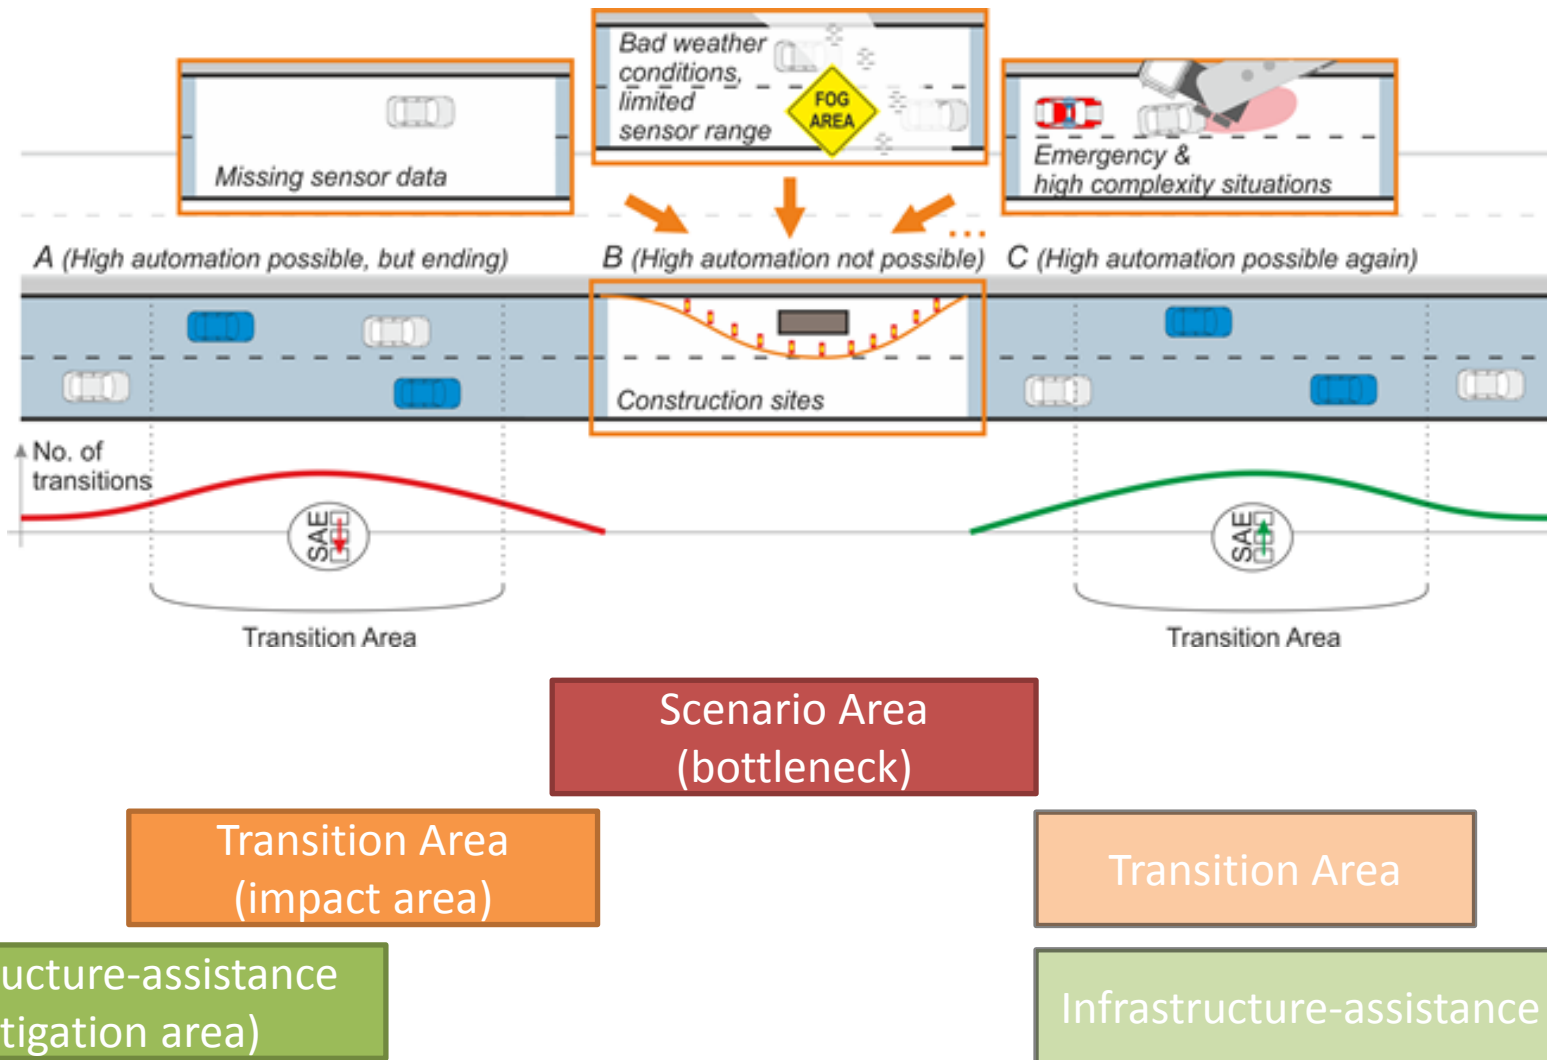 Bad weather
conditions,
limited
sensor range
FOG
AREA
Missing sensor data
Emergency &
high complexity situations
...
A (High automation possible, but ending)
B (High automation not possible)
C (High automation possible again)
Construction sites
No. of
transitions
SAE
SAE
Transition Area
Transition Area
Scenario Area
(bottleneck)
Transition Area
(impact area)
Transition Area
ucture-assistance
tigation area)
Infrastructure-assistance